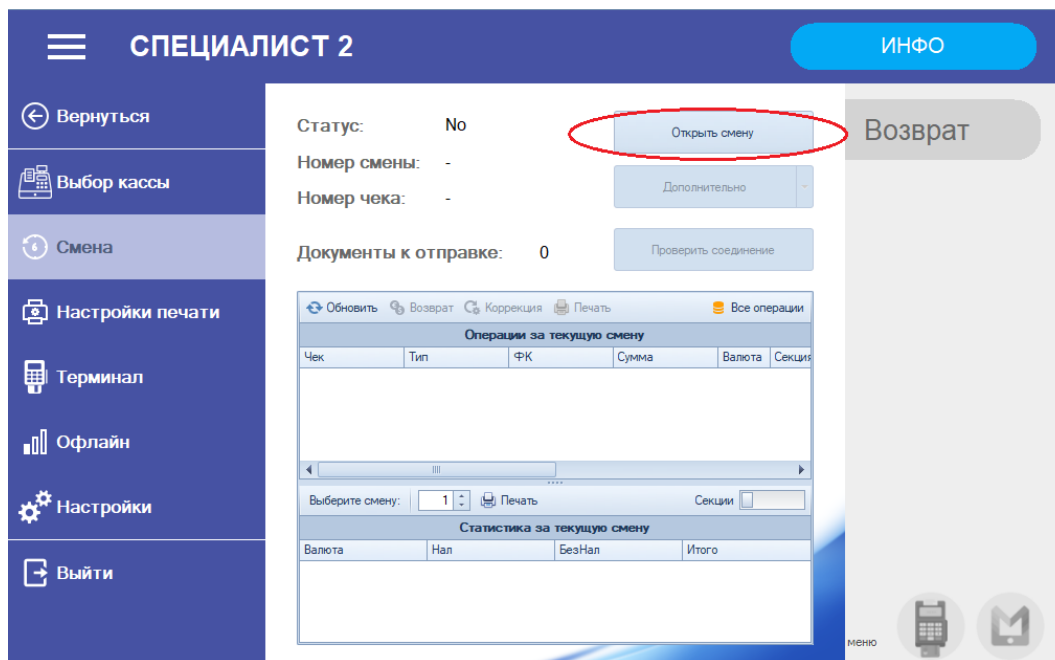 СПЕЦИАЛИСТ 2
ИНФО
Вернуться
Выбор кассы
6
Смена
Настройки печати
Терминал
Офлайн
Настройки
Выйти
Статус: No
Открыть смену
Номер смены: -
Дополнительно
Номер чека: -
Документы к отправке: 0
Проверить соединение
Обновить Возврат Коррекция Печать Все операции
Операции за текущую смену
Чек Тип ФК Сумма Валюта Секция
Выберите смену: 1 Печать Секции
Статистика за текущую смену
Валюта Нал БезНал Итого
Возврат
меню